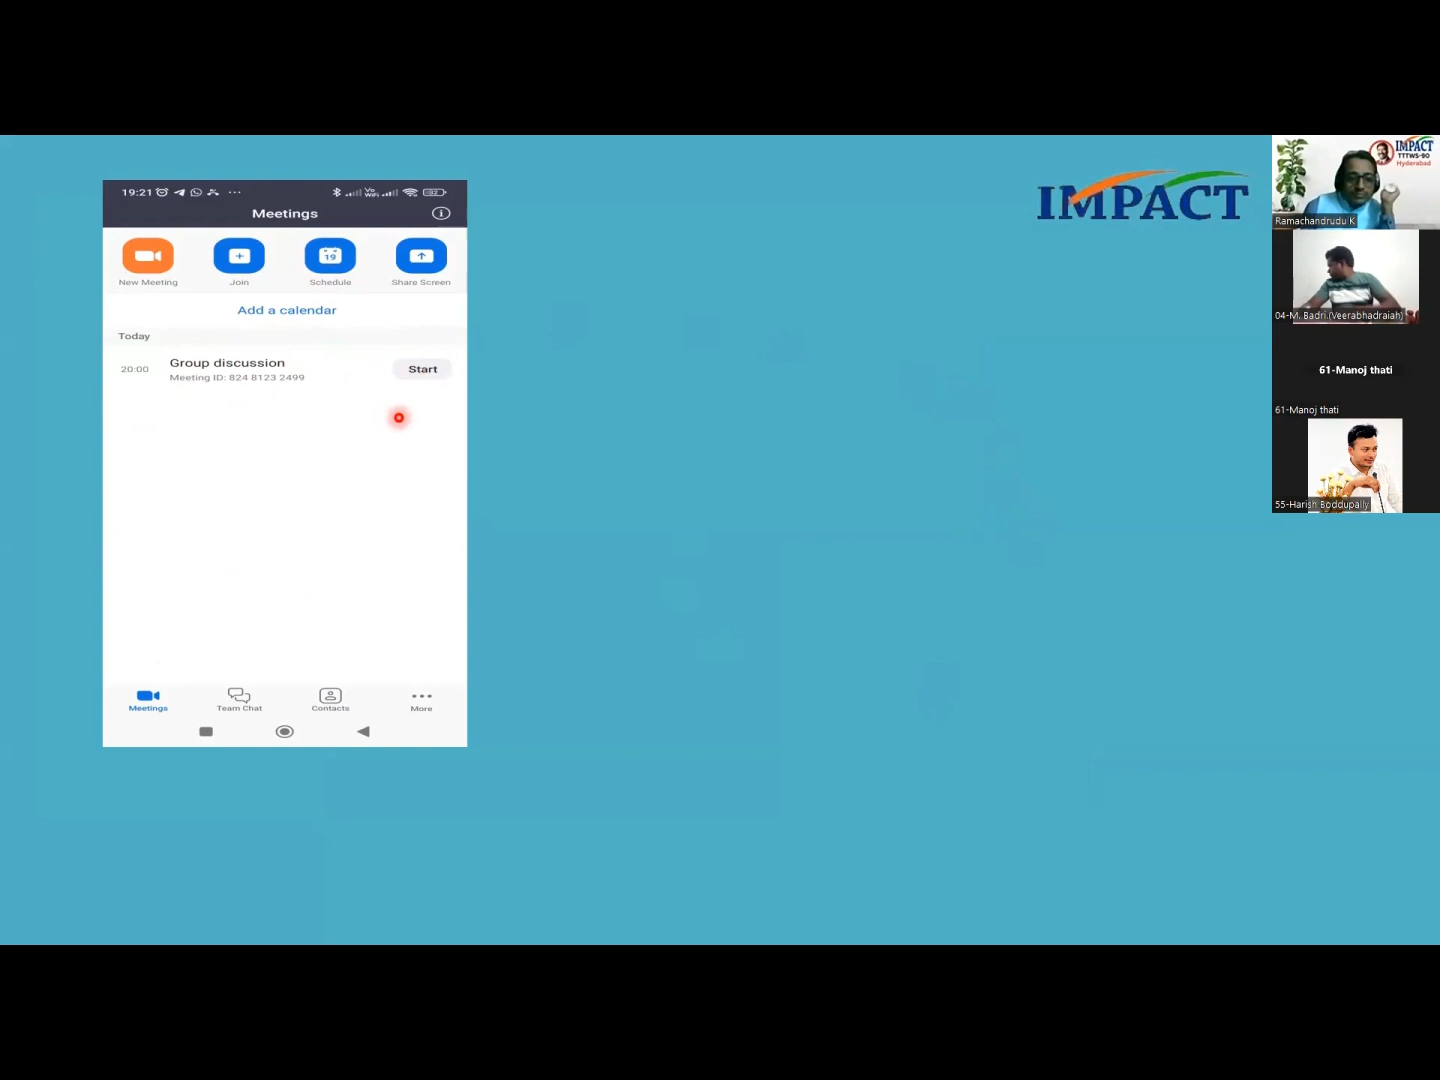 19:21
Meetings
New Meeting
Join
19
Schedule
Share Screen
Add a calendar
Today
20:00
Group discussion
Meeting ID: 824 8123 2499
Start
Meetings
Team Chat
Contacts
More
IMPACT
IMPACT
TTTWS-90
Hyderabad
Ramachandrudu K
04-M. Badri.(Veerabhadraiah)
61-Manoj thati
61-Manoj thati
55-Harish Boddupally